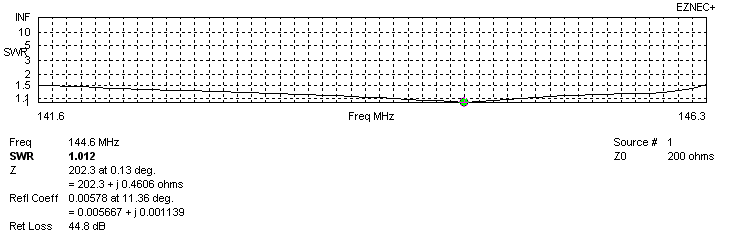 EZNEC+
INF
10
5
SWR
3
2
1.5
1.1
141.6 Freq MHz 146.3
Freq 144.6 MHz Source # 1
SWR 1.012 Z0 200 ohms
Z 202.3 at 0.13 deg.
= 202.3 + j 0.4606 ohms
Refl Coeff 0.00578 at 11.36 deg.
= 0.005667 + j 0.001139
Ret Loss 44.8 dB